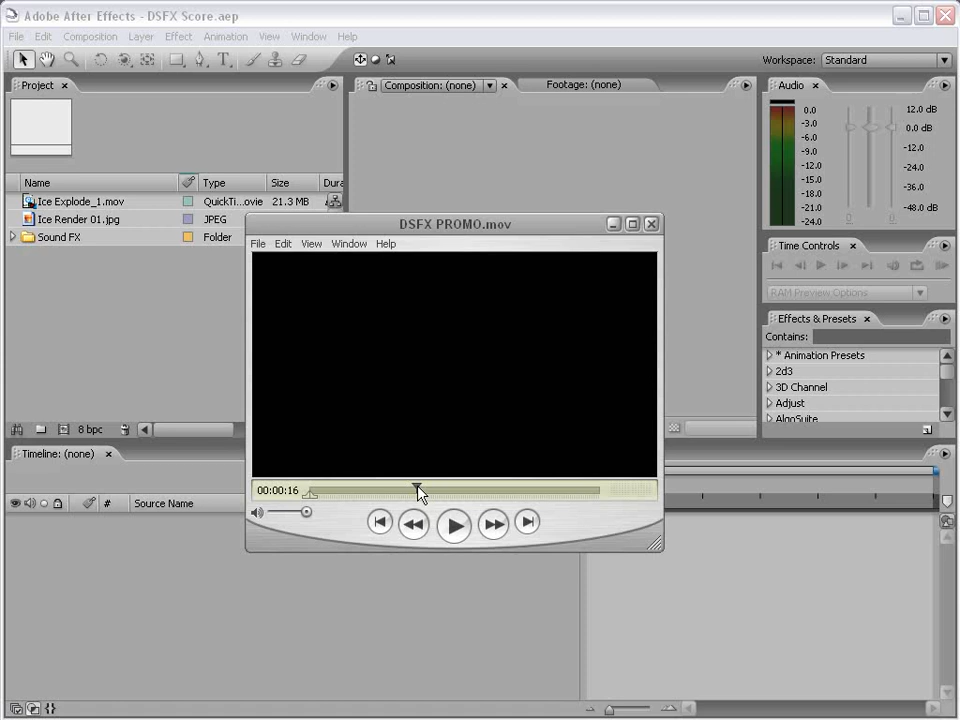 Adobe After Effects - DSFX Score.aep
File Edit Composition Layer Effect Animation View Window Help
Workspace: Standard
Project
Composition: (none)
Footage: (none)
Audio
0.0 12.0 dB
-3.0 0.0 dB
-6.0
-9.0 -12.0
-12.0 -24.0
-15.0
-18.0 -36.0
-21.0 -48.0 dB
-24.0
0 0
Name Type Size Dura
Ice Explode_1.mov QuickTi...ovie 21.3 MB
Ice Render 01.jpg JPEG
Sound FX Folder
DSFX PROMO.mov
File Edit View Window Help
00:00:16
Time Controls
RAM Preview Options
Effects & Presets
Contains:
* Animation Presets
2d3
3D Channel
Adjust
AlgoSuite
8 bpc
Timeline: (none)
# Source Name